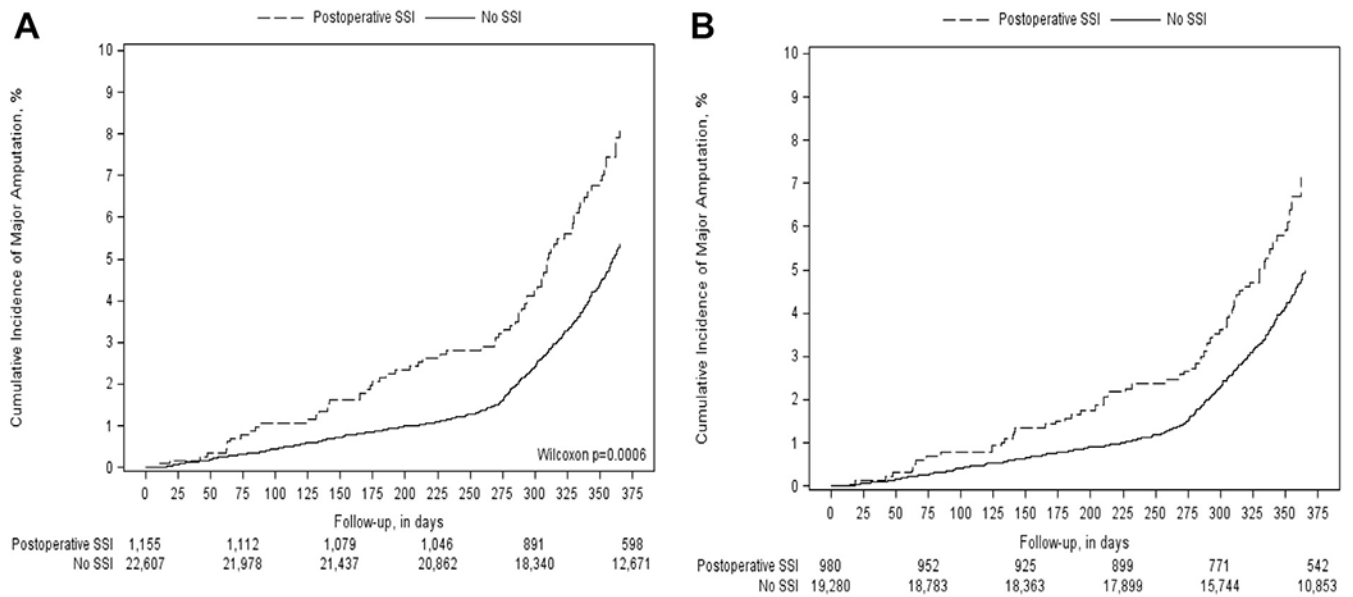 A
Postoperative SSI No SSI
Cumulative Incidence of Major Amputation, %
10
9
8
7
6
5
4
3
2
1
0
Wilcoxon p=0.0006
0 25 50 75 100 125 150 175 200 225 250 275 300 325 350 375
Follow-up, in days
Postoperative SSI 1,155 1,112 1,079 1,046 891 598
No SSI 22,607 21,978 21,437 20,862 18,340 12,671
B
Postoperative SSI No SSI
Cumulative Incidence of Major Amputation, %
10
9
8
7
6
5
4
3
2
1
0
0 25 50 75 100 125 150 175 200 225 250 275 300 325 350 375
Follow-up, in days
Postoperative SSI 980 952 925 899 771 542
No SSI 19,280 18,783 18,363 17,899 15,744 10,853